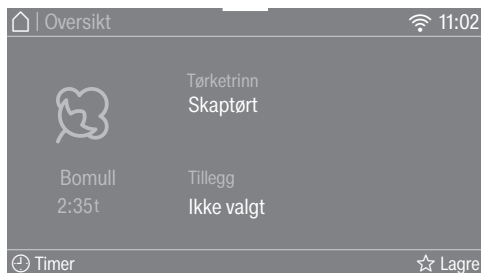 | Oversikt 11:02
Tørketrinn
Skaptørt
Bomull
2:35t
Tillegg
Ikke valgt
Timer
Lagre